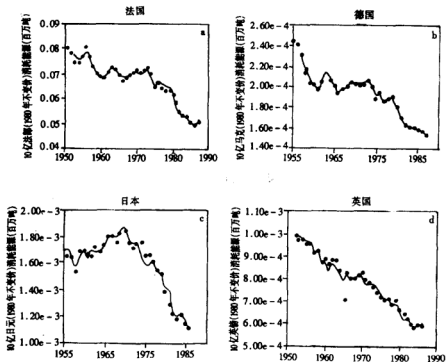 法国
a
10亿法郎(1980年不变价)消耗能源(百万吨)
0.09
0.08
0.07
0.06
0.05
0.04
1950
1960
1970
1980
1990
德国
b
10亿马克(1980年不变价)消耗能源(百万吨)
2.60e－4
2.40e－4
2.20e－4
2.00e－4
1.80e－4
1.60e－4
1.40e－4
1955
1965
1975
1985
日本
c
10亿日元(1980年不变价)消耗能源(百万吨)
2.00e－3
1.80e－3
1.60e－3
1.40e－3
1.20e－3
1.00e－3
1955
1965
1975
1985
英国
d
10亿英镑(1980年不变价)消耗能源(百万吨)
1.10e－3
1.00e－3
9.00e－4
8.00e－4
7.00e－4
6.00e－4
5.00e－4
1950
1960
1970
1980
1990